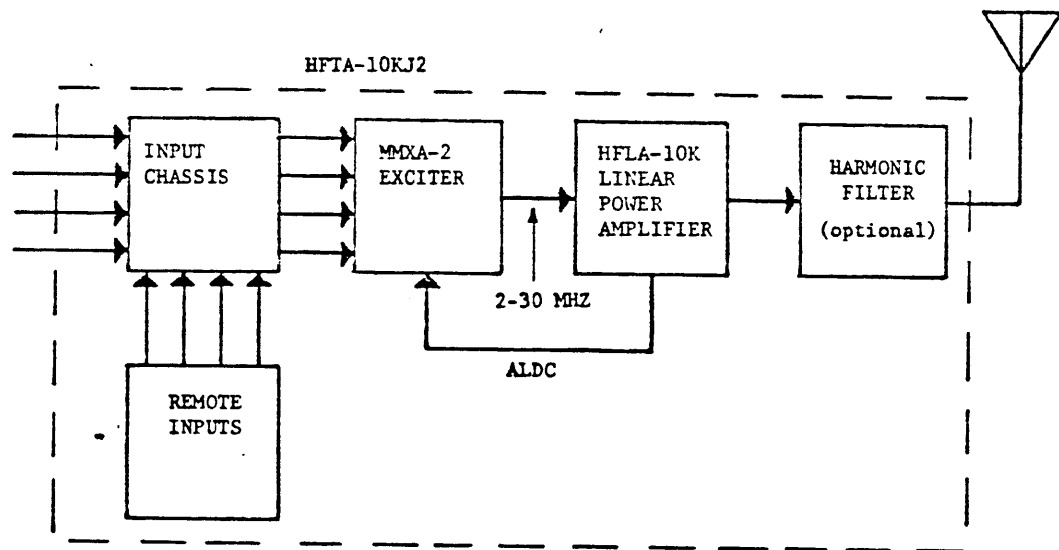 HFTA-10KJ2
INPUT
CHASSIS
MMXA-2
EXCITER
HFLA-10K
LINEAR
POWER
AMPLIFIER
HARMONIC
FILTER
(optional)
2-30 MHZ
ALDC
REMOTE
INPUTS